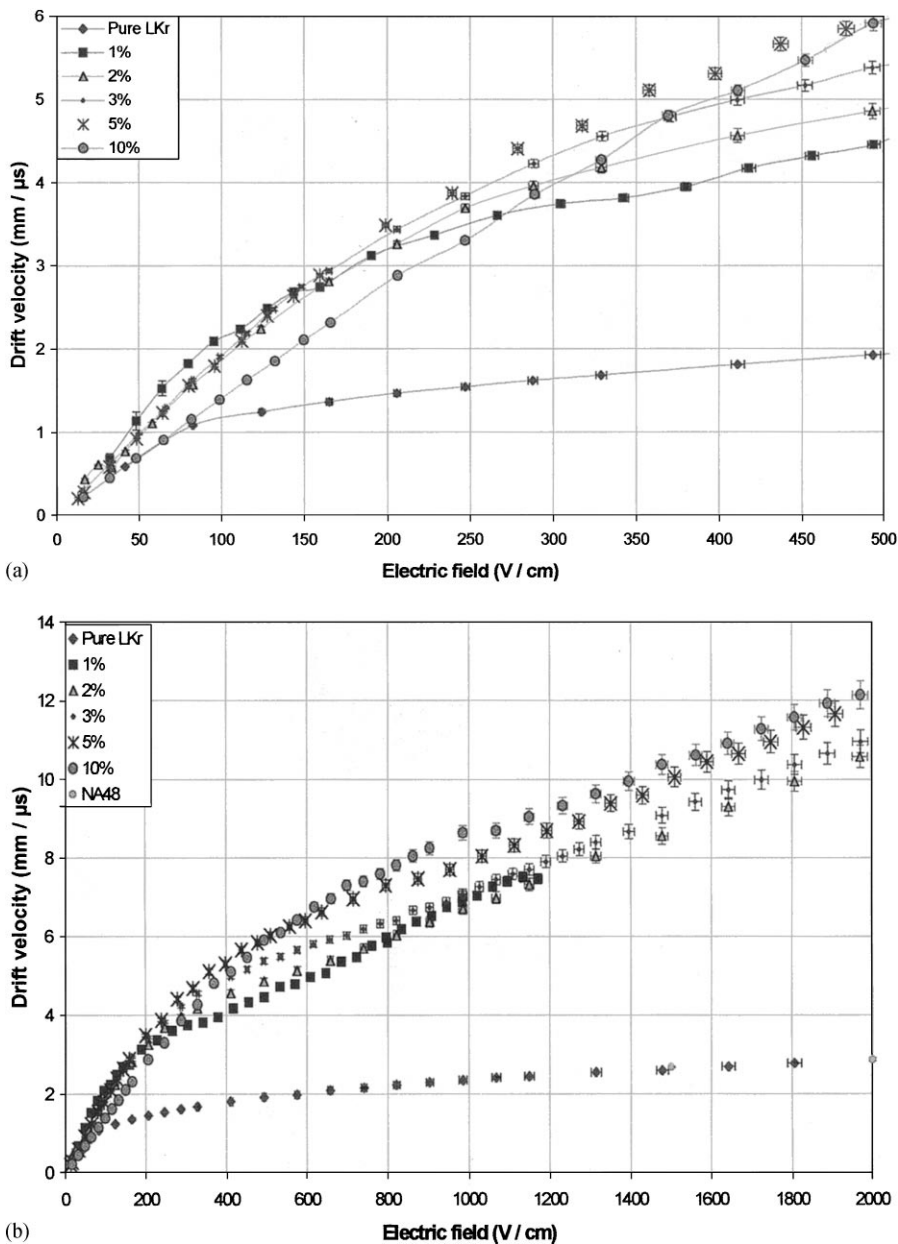 6
5
4
3
2
1
0
Drift velocity (mm / µs)
Pure LKr
1%
2%
3%
5%
10%
0 50 100 150 200 250 300 350 400 450 500
Electric field (V / cm)
(a)
14
12
10
8
6
4
2
0
Drift velocity (mm / µs)
Pure LKr
1%
2%
3%
5%
10%
NA48
0 200 400 600 800 1000 1200 1400 1600 1800 2000
Electric field (V / cm)
(b)